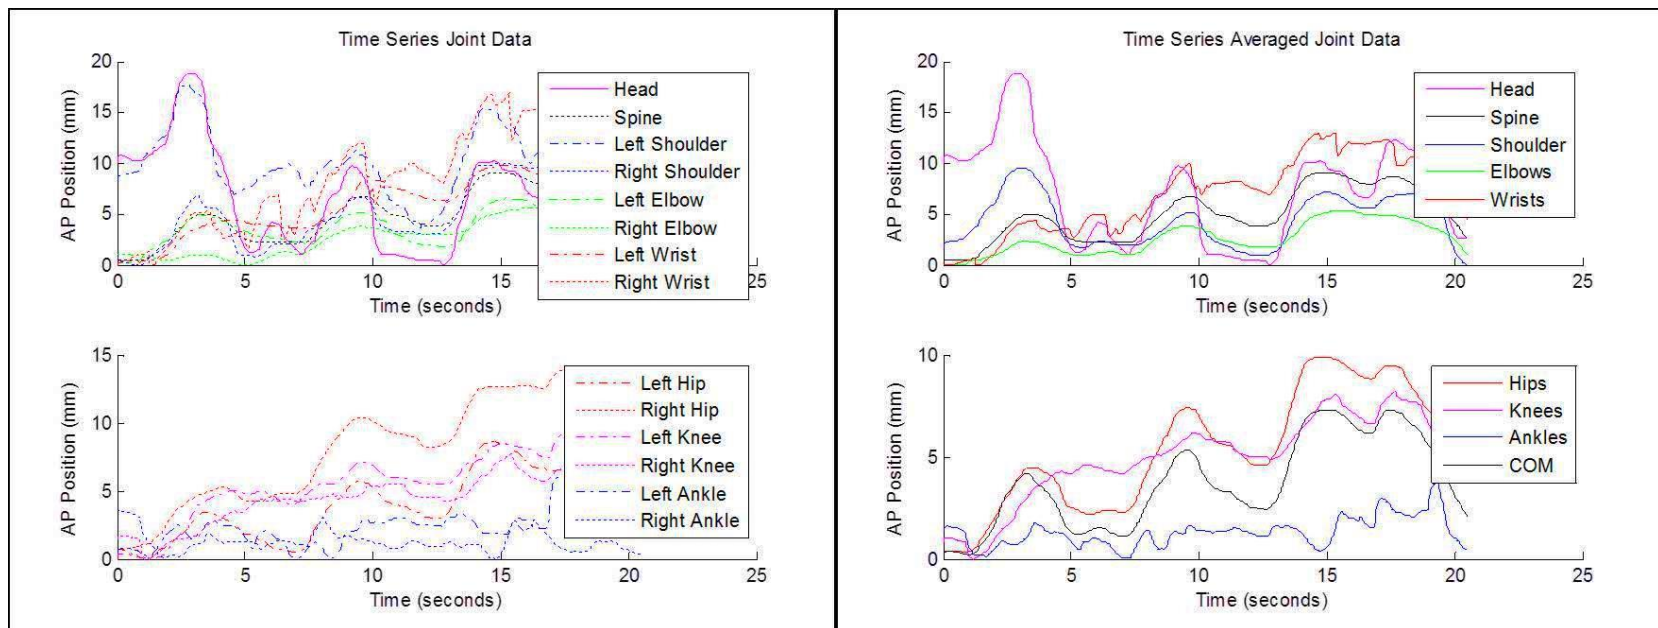 Time Series Joint Data
20
15
10
5
0
AP Position (mm)
Head
Spine
Left Shoulder
Right Shoulder
Left Elbow
Right Elbow
Left Wrist
Right Wrist
0 5 10 15 20 25
Time (seconds)
15
10
5
0
AP Position (mm)
Left Hip
Right Hip
Left Knee
Right Knee
Left Ankle
Right Ankle
0 5 10 15 20 25
Time (seconds)
Time Series Averaged Joint Data
20
15
10
5
0
AP Position (mm)
Head
Spine
Shoulder
Elbows
Wrists
0 5 10 15 20 25
Time (seconds)
10
5
0
AP Position (mm)
Hips
Knees
Ankles
COM
0 5 10 15 20 25
Time (seconds)